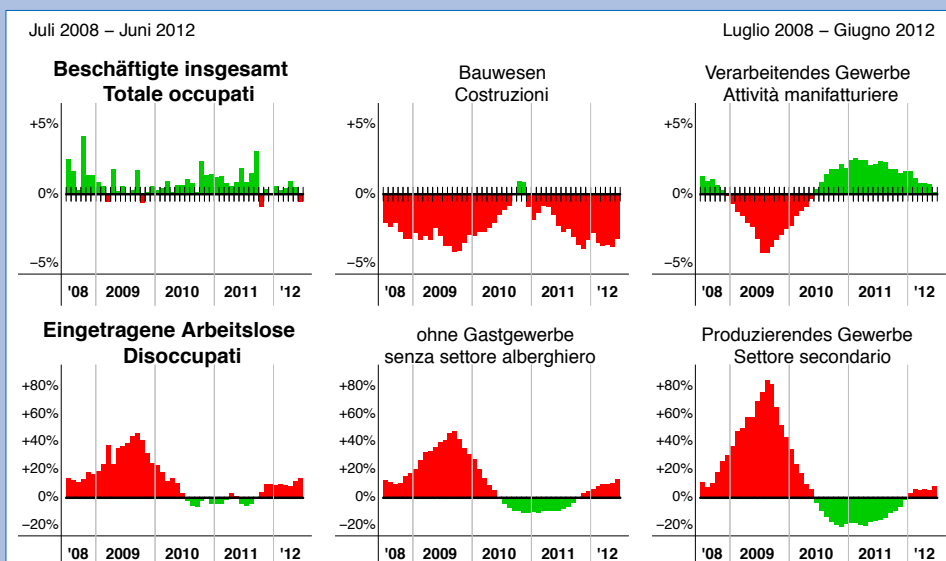 Juli 2008 – Juni 2012
Luglio 2008 – Giugno 2012
Beschäftigte insgesamt
Totale occupati
+5%
0%
−5%
'08 2009 2010 2011 '12
Bauwesen
Costruzioni
+5%
0%
−5%
'08 2009 2010 2011 '12
Verarbeitendes Gewerbe
Attività manifatturiere
+5%
0%
−5%
'08 2009 2010 2011 '12
Eingetragene Arbeitslose
Disoccupati
+80%
+60%
+40%
+20%
0%
−20%
'08 2009 2010 2011 '12
ohne Gastgewerbe
senza settore alberghiero
+80%
+60%
+40%
+20%
0%
−20%
'08 2009 2010 2011 '12
Produzierendes Gewerbe
Settore secondario
+80%
+60%
+40%
+20%
0%
−20%
'08 2009 2010 2011 '12